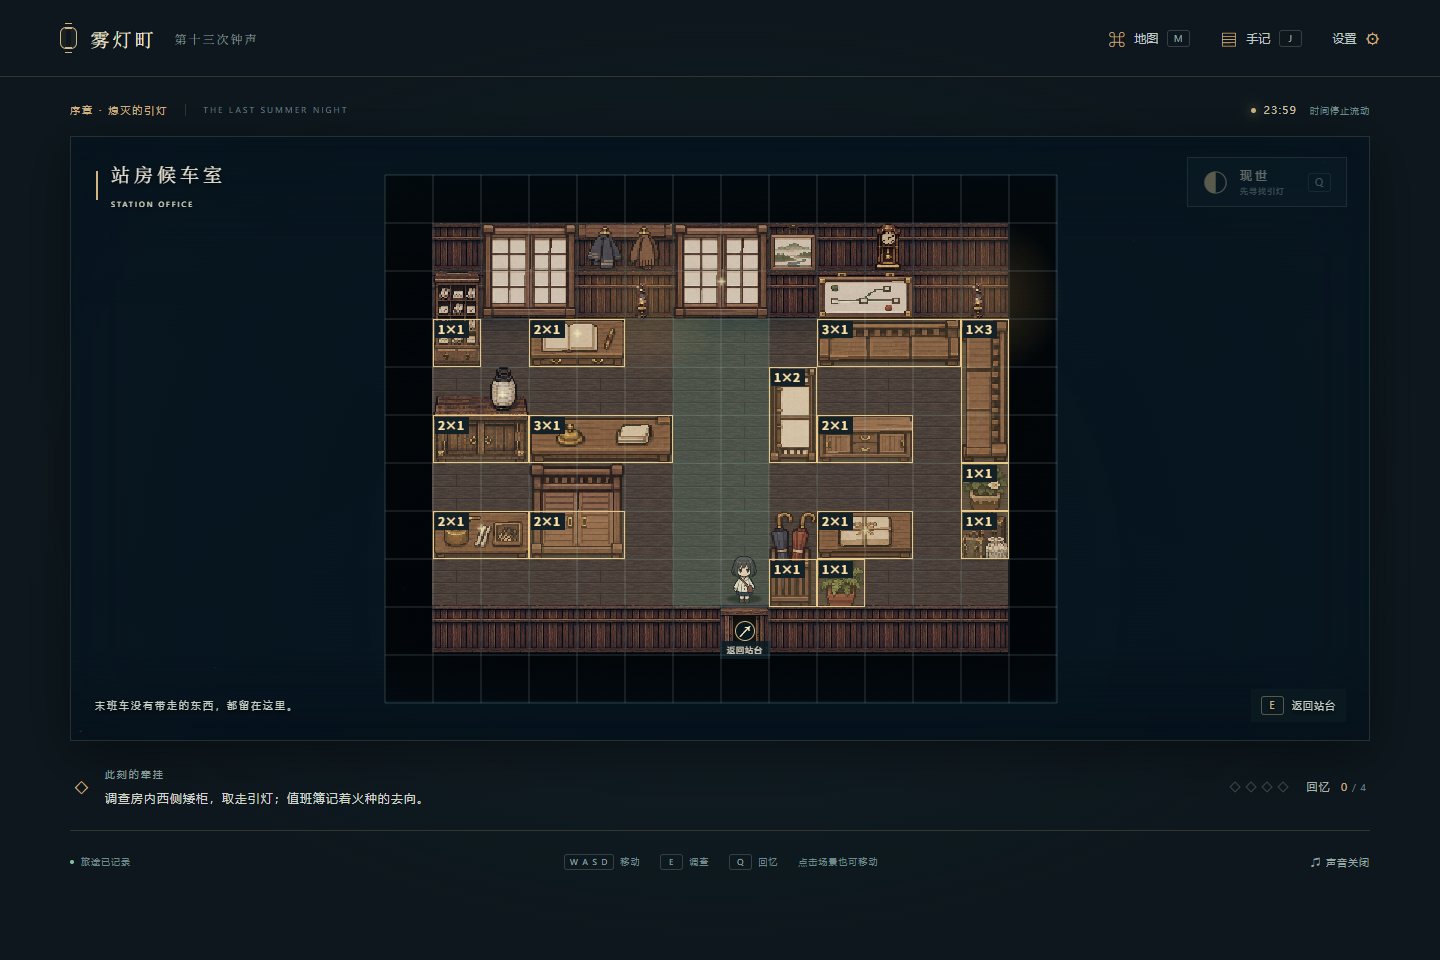 雾灯町 第十三次钟声
地图 M 手记 J 设置
序章 · 熄灭的引灯 THE LAST SUMMER NIGHT
23:59 时间停止流动
站房候车室
STATION OFFICE
现世
先寻找引灯
Q
1×1 2×1 3×1 1×3
1×2
2×1 3×1 2×1
1×1
2×1 2×1 2×1 1×1
1×1 1×1
返回站台
末班车没有带走的东西，都留在这里。
E 返回站台
此刻的牵挂
调查房内西侧矮柜，取走引灯；值班簿记着火种的去向。
回忆 0 / 4
旅途已记录
WASD 移动 E 调查 Q 回忆 点击场景也可移动
声音关闭